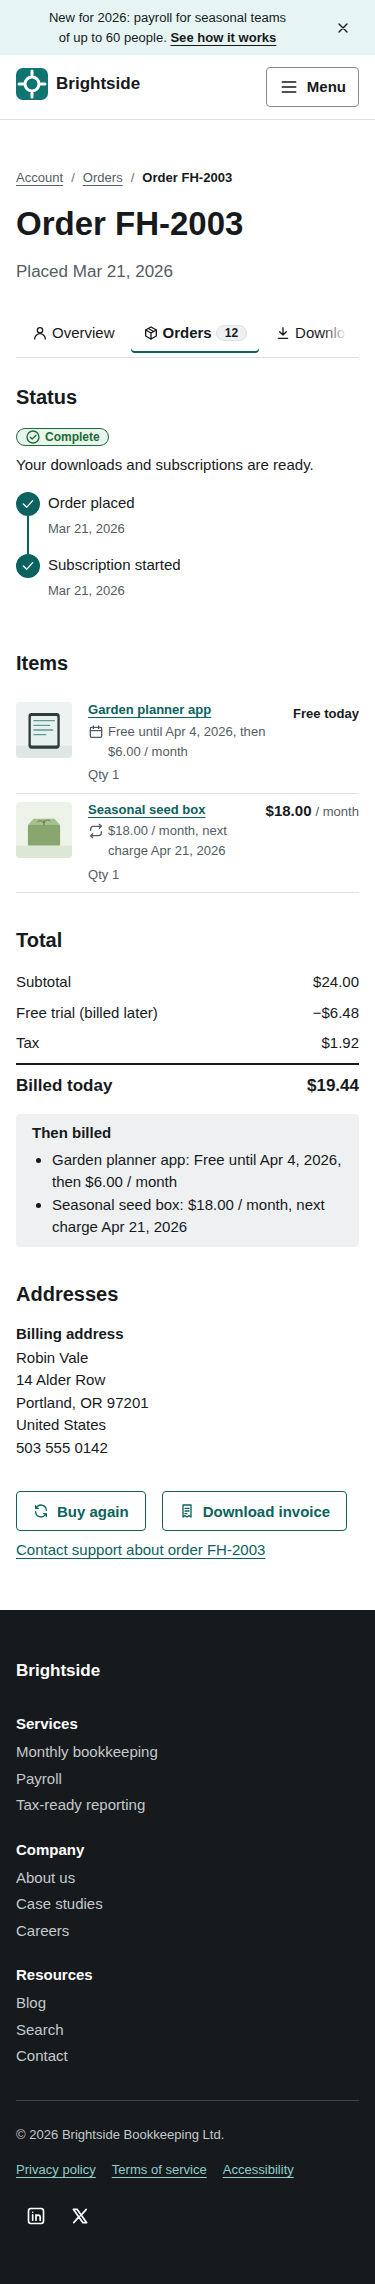 New for 2026: payroll for seasonal teams
of up to 60 people. See how it works
Brightside
Menu
Account / Orders / Order FH-2003
Order FH-2003
Placed Mar 21, 2026
Overview
Orders 12
Downlo
Status
Complete
Your downloads and subscriptions are ready.
Order placed
Mar 21, 2026
Subscription started
Mar 21, 2026
Items
Garden planner app
Free today
Free until Apr 4, 2026, then
$6.00 / month
Qty 1
Seasonal seed box
$18.00 / month
$18.00 / month, next
charge Apr 21, 2026
Qty 1
Total
Subtotal $24.00
Free trial (billed later) −$6.48
Tax $1.92
Billed today $19.44
Then billed
• Garden planner app: Free until Apr 4, 2026,
then $6.00 / month
• Seasonal seed box: $18.00 / month, next
charge Apr 21, 2026
Addresses
Billing address
Robin Vale
14 Alder Row
Portland, OR 97201
United States
503 555 0142
Buy again
Download invoice
Contact support about order FH-2003
Brightside
Services
Monthly bookkeeping
Payroll
Tax-ready reporting
Company
About us
Case studies
Careers
Resources
Blog
Search
Contact
© 2026 Brightside Bookkeeping Ltd.
Privacy policy Terms of service Accessibility